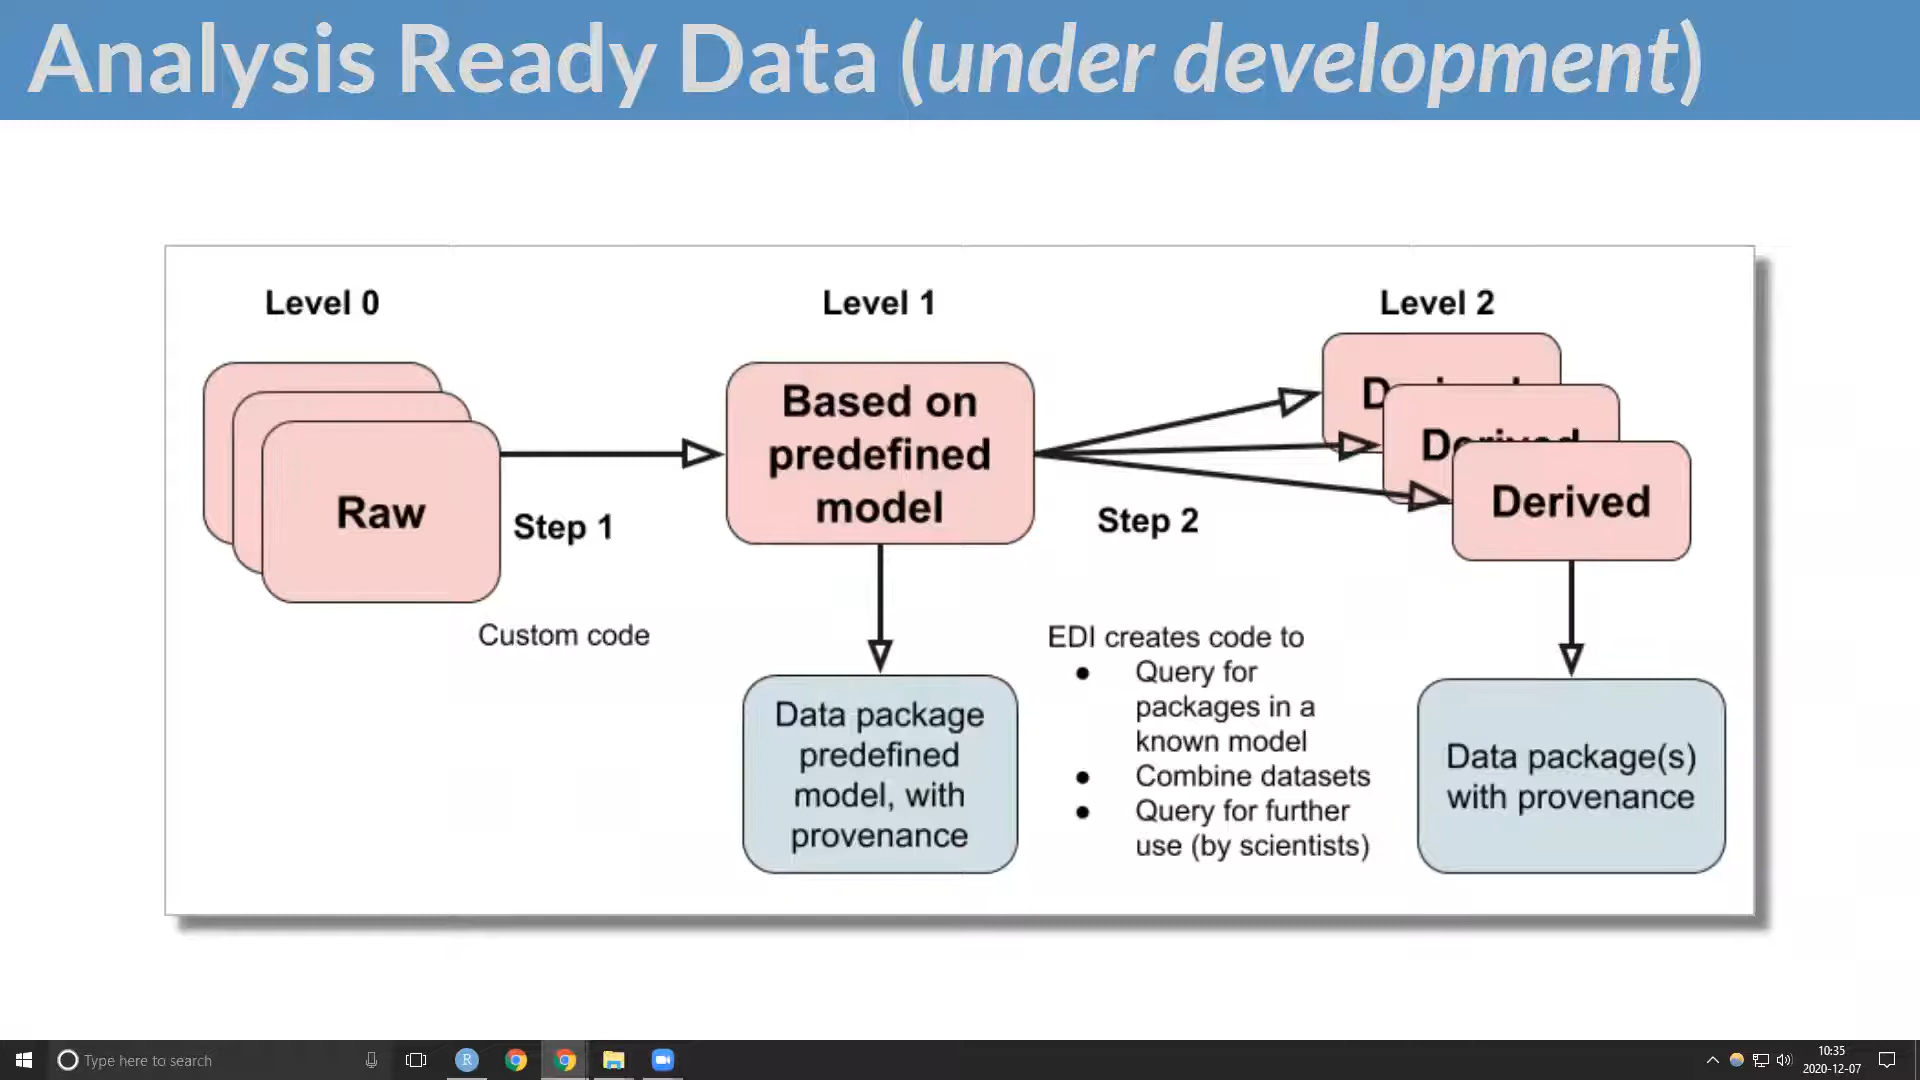 Analysis Ready Data (under development)
Level 0
Level 1
Level 2
Raw
Step 1
Custom code
Based on
predefined
model
Step 2
Derived
Derived
Data package
predefined
model, with
provenance
EDI creates code to
● Query for
packages in a
known model
● Combine datasets
● Query for further
use (by scientists)
Data package(s)
with provenance
Type here to search
R
10:35
2020-12-07